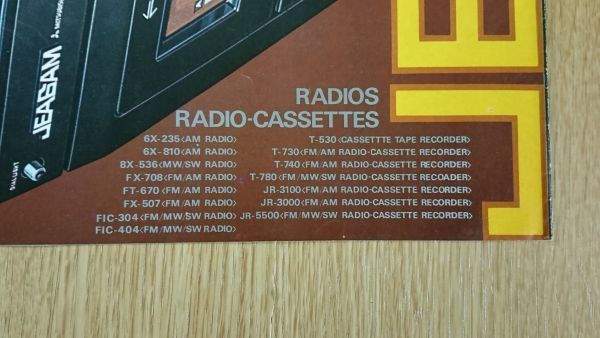 JEAGAM
MITSUBISHI
DIALUBIT
JE
RADIOS
RADIO-CASSETTES
6X-235<AM RADIO>
6X-810<AM RADIO>
8X-536<MW/SW RADIO>
FX-708<FM/AM RADIO>
FT-670<FM/AM RADIO>
FX-507<FM/AM RADIO>
FIC-304<FM/MW/SW RADIO>
FIC-404<FM/MW/SW RADIO>
T-530<CASSETTTE TAPE RECORDER>
T-730<FM/AM RADIO-CASSETTE RECORDER>
T-740<FM/AM RADIO-CASSETTE RECORDER>
T-780<FM/MW/SW RADIO-CASSETTE RECOADER>
JR-3100<FM/AM RADIO-CASSETTE RECORDER>
JR-3000<FM/AM RADIO-CASSETTE RECORDER>
JR-5500<FM/MW/SW RADIO-CASSETTE RECORDER>